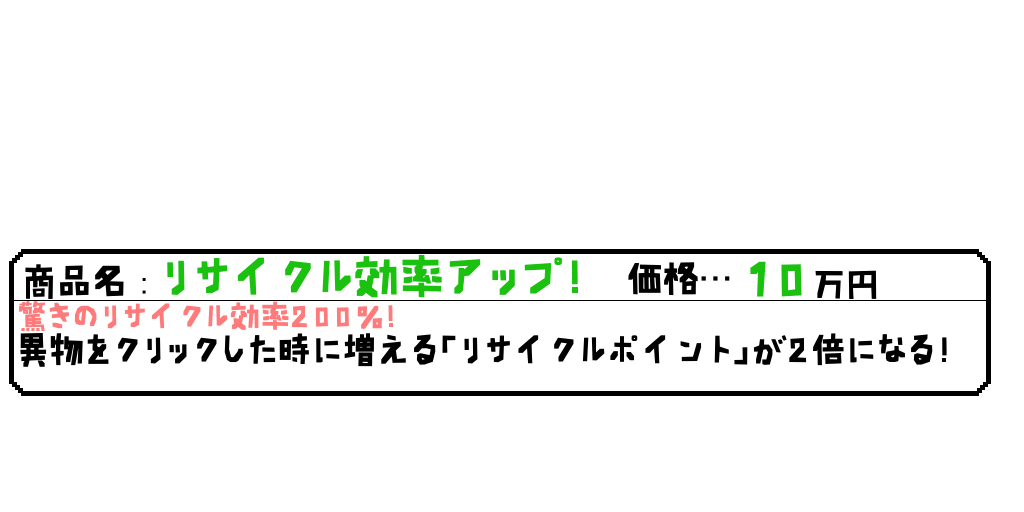 商品名：リサイクル効率アップ！　価格…　10万円
驚きのリサイクル効率200%！
異物をクリックした時に増える「リサイクルポイント」が2倍になる！